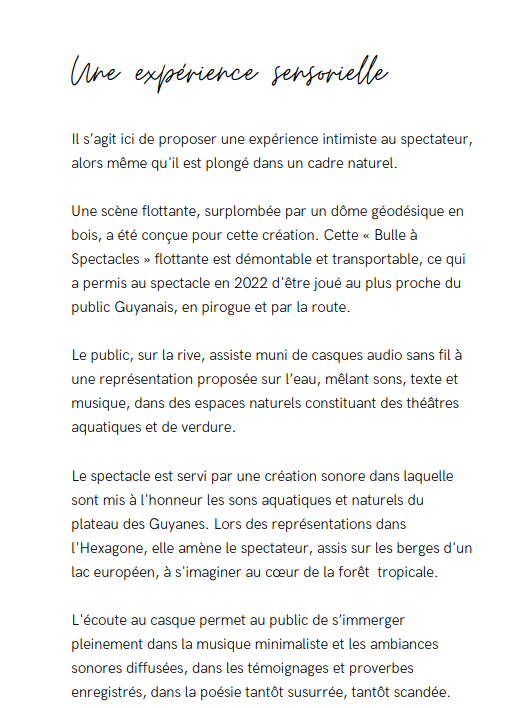 Une expérience sensorielle
Il s’agit ici de proposer une expérience intimiste au spectateur,
alors même qu'il est plongé dans un cadre naturel.
Une scène flottante, surplombée par un dôme géodésique en
bois, a été conçue pour cette création. Cette « Bulle à
Spectacles » flottante est démontable et transportable, ce qui
a permis au spectacle en 2022 d'être joué au plus proche du
public Guyanais, en pirogue et par la route.
Le public, sur la rive, assiste muni de casques audio sans fil à
une représentation proposée sur l’eau, mêlant sons, texte et
musique, dans des espaces naturels constituant des théâtres
aquatiques et de verdure.
Le spectacle est servi par une création sonore dans laquelle
sont mis à l'honneur les sons aquatiques et naturels du
plateau des Guyanes. Lors des représentations dans
l'Hexagone, elle amène le spectateur, assis sur les berges d'un
lac européen, à s'imaginer au cœur de la forêt  tropicale.
L'écoute au casque permet au public de s’immerger
pleinement dans la musique minimaliste et les ambiances
sonores diffusées, dans les témoignages et proverbes
enregistrés, dans la poésie tantôt susurrée, tantôt scandée.